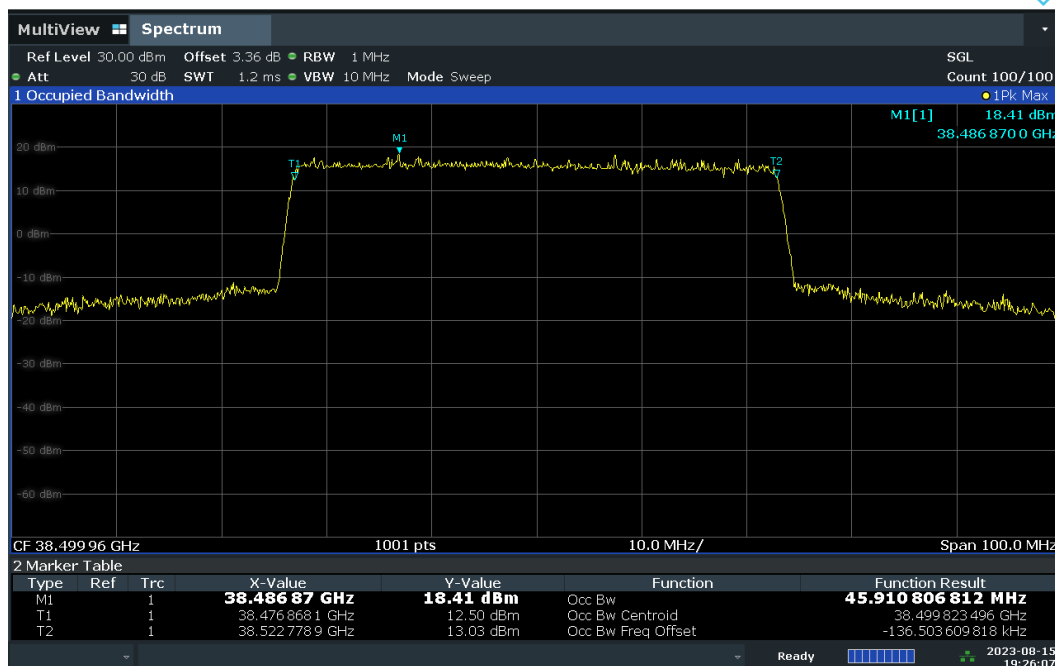 MultiView Spectrum
Ref Level 30.00 dBm Offset 3.36 dB RBW 1 MHz SGL
Att 30 dB SWT 1.2 ms VBW 10 MHz Mode Sweep Count 100/100
1 Occupied Bandwidth 1Pk Max
M1[1] 18.41 dBm
38.486 870 0 GHz
M1
20 dBm
T1 T2
10 dBm
0 dBm
-10 dBm
-20 dBm
-30 dBm
-40 dBm
-50 dBm
-60 dBm
CF 38.499 96 GHz 1001 pts 10.0 MHz/ Span 100.0 MHz
2 Marker Table
Type Ref Trc X-Value Y-Value Function Function Result
M1 1 38.486 87 GHz 18.41 dBm Occ Bw 45.910 806 812 MHz
T1 1 38.476 868 1 GHz 12.50 dBm Occ Bw Centroid 38.499 823 496 GHz
T2 1 38.522 778 9 GHz 13.03 dBm Occ Bw Freq Offset -136.503 609 818 kHz
Ready 2023-08-15
19:26:07